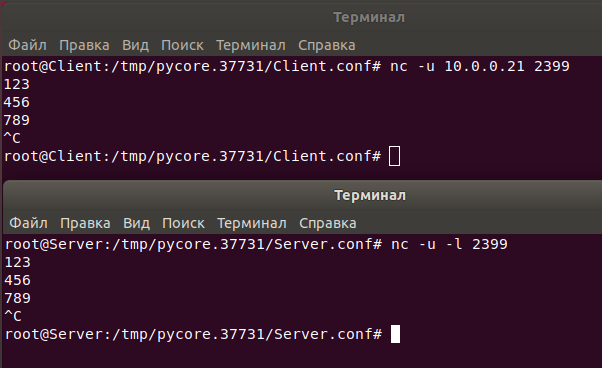 Терминал
Файл Правка Вид Поиск Терминал Справка
root@Client:/tmp/pycore.37731/Client.conf# nc -u 10.0.0.21 2399
123
456
789
^C
root@Client:/tmp/pycore.37731/Client.conf#
Терминал
Файл Правка Вид Поиск Терминал Справка
root@Server:/tmp/pycore.37731/Server.conf# nc -u -l 2399
123
456
789
^C
root@Server:/tmp/pycore.37731/Server.conf#